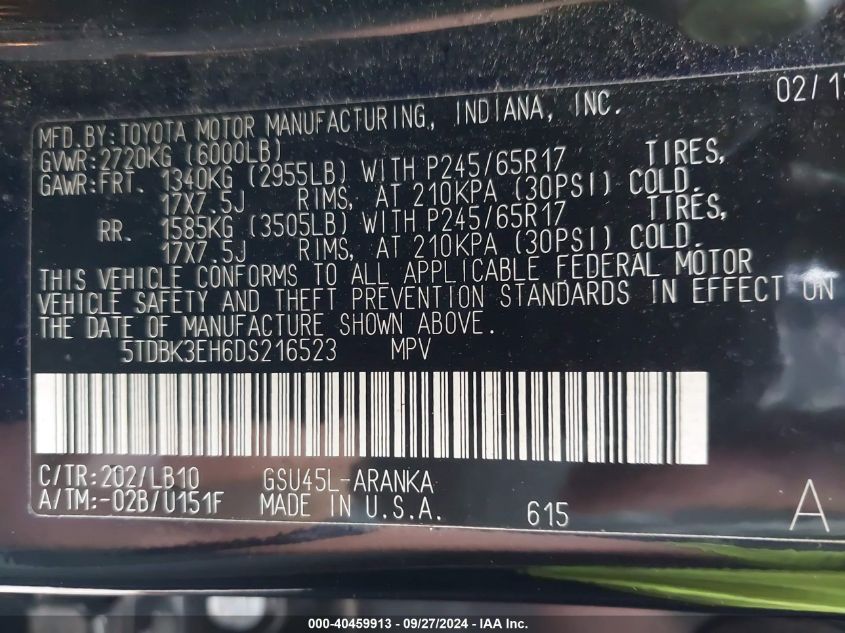 02/1
MFD.BY:TOYOTA MOTOR MANUFACTURING, INDIANA, INC.
GVWR:2720KG (6000LB)
GAWR:FRT. 1340KG (2955LB) WITH P245/65R17 TIRES,
17X7.5J RIMS, AT 210KPA (30PSI) COLD.
RR. 1585KG (3505LB) WITH P245/65R17 TIRES,
17X7.5J RIMS, AT 210KPA (30PSI) COLD.
THIS VEHICLE CONFORMS TO ALL APPLICABLE FEDERAL MOTOR
VEHICLE SAFETY AND THEFT PREVENTION STANDARDS IN EFFECT ON
THE DATE OF MANUFACTURE SHOWN ABOVE.
5TDBK3EH6DS216523 MPV
C/TR:202/LB10 GSU45L-ARANKA
A/TM:-02B/U151F MADE IN U.S.A. 615 A
000-40459913 - 09/27/2024 - IAA Inc.